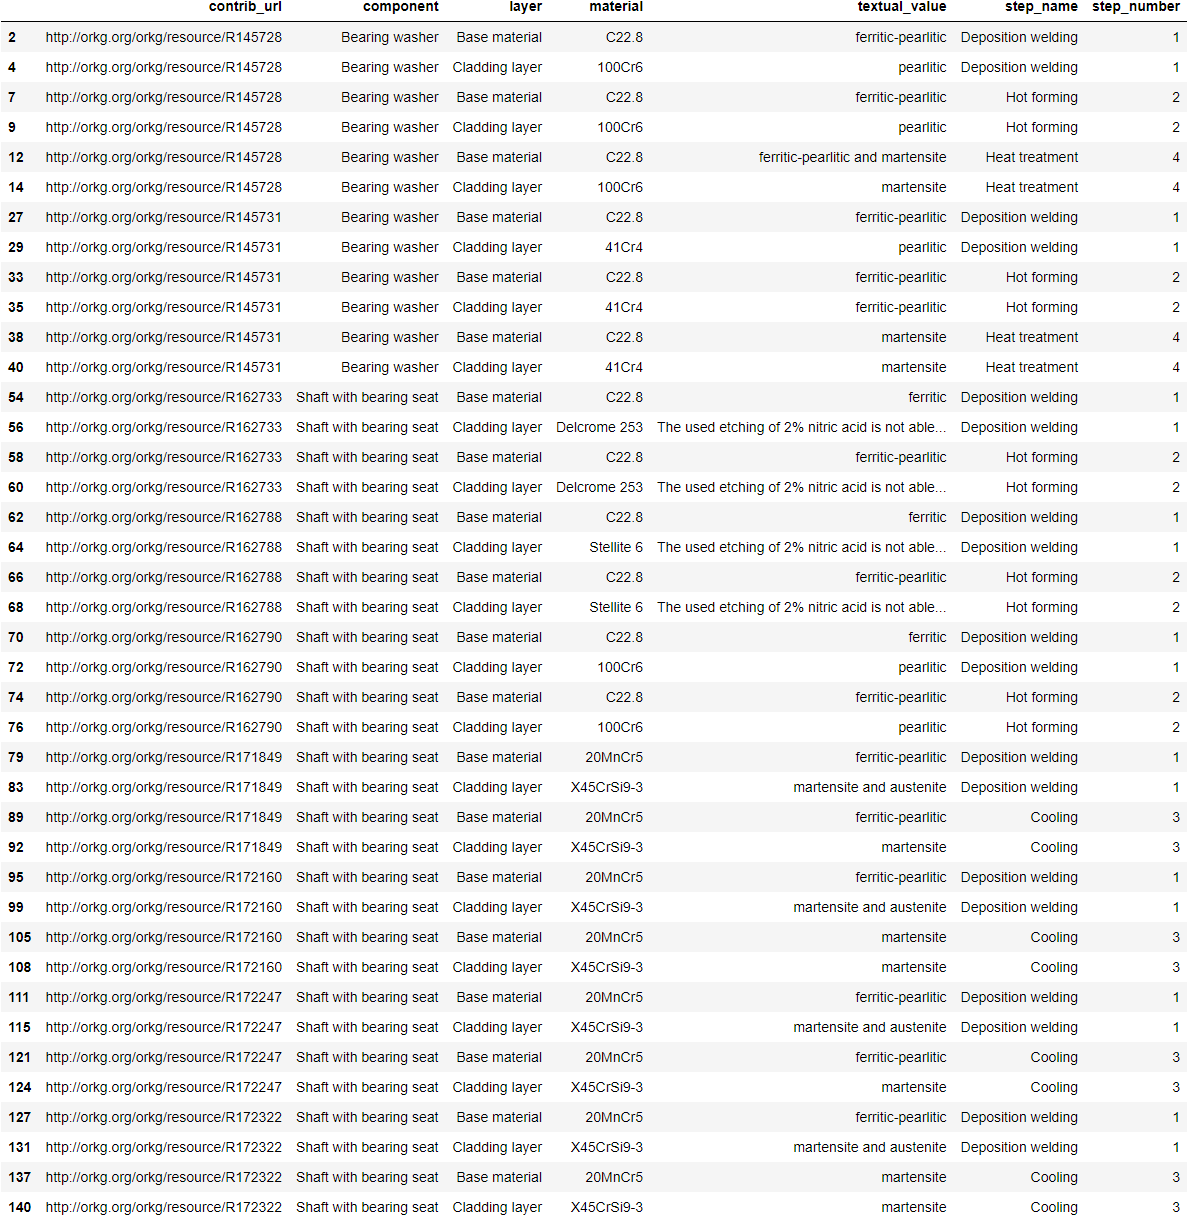 contrib_url component layer material textual_value step_name step_number
2 http://orkg.org/orkg/resource/R145728 Bearing washer Base material C22.8 ferritic-pearlitic Deposition welding 1
4 http://orkg.org/orkg/resource/R145728 Bearing washer Cladding layer 100Cr6 pearlitic Deposition welding 1
7 http://orkg.org/orkg/resource/R145728 Bearing washer Base material C22.8 ferritic-pearlitic Hot forming 2
9 http://orkg.org/orkg/resource/R145728 Bearing washer Cladding layer 100Cr6 pearlitic Hot forming 2
12 http://orkg.org/orkg/resource/R145728 Bearing washer Base material C22.8 ferritic-pearlitic and martensite Heat treatment 4
14 http://orkg.org/orkg/resource/R145728 Bearing washer Cladding layer 100Cr6 martensite Heat treatment 4
27 http://orkg.org/orkg/resource/R145731 Bearing washer Base material C22.8 ferritic-pearlitic Deposition welding 1
29 http://orkg.org/orkg/resource/R145731 Bearing washer Cladding layer 41Cr4 pearlitic Deposition welding 1
33 http://orkg.org/orkg/resource/R145731 Bearing washer Base material C22.8 ferritic-pearlitic Hot forming 2
35 http://orkg.org/orkg/resource/R145731 Bearing washer Cladding layer 41Cr4 ferritic-pearlitic Hot forming 2
38 http://orkg.org/orkg/resource/R145731 Bearing washer Base material C22.8 martensite Heat treatment 4
40 http://orkg.org/orkg/resource/R145731 Bearing washer Cladding layer 41Cr4 martensite Heat treatment 4
54 http://orkg.org/orkg/resource/R162733 Shaft with bearing seat Base material C22.8 ferritic Deposition welding 1
56 http://orkg.org/orkg/resource/R162733 Shaft with bearing seat Cladding layer Delcrome 253 The used etching of 2% nitric acid is not able... Deposition welding 1
58 http://orkg.org/orkg/resource/R162733 Shaft with bearing seat Base material C22.8 ferritic-pearlitic Hot forming 2
60 http://orkg.org/orkg/resource/R162733 Shaft with bearing seat Cladding layer Delcrome 253 The used etching of 2% nitric acid is not able... Hot forming 2
62 http://orkg.org/orkg/resource/R162788 Shaft with bearing seat Base material C22.8 ferritic Deposition welding 1
64 http://orkg.org/orkg/resource/R162788 Shaft with bearing seat Cladding layer Stellite 6 The used etching of 2% nitric acid is not able... Deposition welding 1
66 http://orkg.org/orkg/resource/R162788 Shaft with bearing seat Base material C22.8 ferritic-pearlitic Hot forming 2
68 http://orkg.org/orkg/resource/R162788 Shaft with bearing seat Cladding layer Stellite 6 The used etching of 2% nitric acid is not able... Hot forming 2
70 http://orkg.org/orkg/resource/R162790 Shaft with bearing seat Base material C22.8 ferritic Deposition welding 1
72 http://orkg.org/orkg/resource/R162790 Shaft with bearing seat Cladding layer 100Cr6 pearlitic Deposition welding 1
74 http://orkg.org/orkg/resource/R162790 Shaft with bearing seat Base material C22.8 ferritic-pearlitic Hot forming 2
76 http://orkg.org/orkg/resource/R162790 Shaft with bearing seat Cladding layer 100Cr6 pearlitic Hot forming 2
79 http://orkg.org/orkg/resource/R171849 Shaft with bearing seat Base material 20MnCr5 ferritic-pearlitic Deposition welding 1
83 http://orkg.org/orkg/resource/R171849 Shaft with bearing seat Cladding layer X45CrSi9-3 martensite and austenite Deposition welding 1
89 http://orkg.org/orkg/resource/R171849 Shaft with bearing seat Base material 20MnCr5 ferritic-pearlitic Cooling 3
92 http://orkg.org/orkg/resource/R171849 Shaft with bearing seat Cladding layer X45CrSi9-3 martensite Cooling 3
95 http://orkg.org/orkg/resource/R172160 Shaft with bearing seat Base material 20MnCr5 ferritic-pearlitic Deposition welding 1
99 http://orkg.org/orkg/resource/R172160 Shaft with bearing seat Cladding layer X45CrSi9-3 martensite and austenite Deposition welding 1
105 http://orkg.org/orkg/resource/R172160 Shaft with bearing seat Base material 20MnCr5 martensite Cooling 3
108 http://orkg.org/orkg/resource/R172160 Shaft with bearing seat Cladding layer X45CrSi9-3 martensite Cooling 3
111 http://orkg.org/orkg/resource/R172247 Shaft with bearing seat Base material 20MnCr5 ferritic-pearlitic Deposition welding 1
115 http://orkg.org/orkg/resource/R172247 Shaft with bearing seat Cladding layer X45CrSi9-3 martensite and austenite Deposition welding 1
121 http://orkg.org/orkg/resource/R172247 Shaft with bearing seat Base material 20MnCr5 ferritic-pearlitic Cooling 3
124 http://orkg.org/orkg/resource/R172247 Shaft with bearing seat Cladding layer X45CrSi9-3 martensite Cooling 3
127 http://orkg.org/orkg/resource/R172322 Shaft with bearing seat Base material 20MnCr5 ferritic-pearlitic Deposition welding 1
131 http://orkg.org/orkg/resource/R172322 Shaft with bearing seat Cladding layer X45CrSi9-3 martensite and austenite Deposition welding 1
137 http://orkg.org/orkg/resource/R172322 Shaft with bearing seat Base material 20MnCr5 martensite Cooling 3
140 http://orkg.org/orkg/resource/R172322 Shaft with bearing seat Cladding layer X45CrSi9-3 martensite Cooling 3